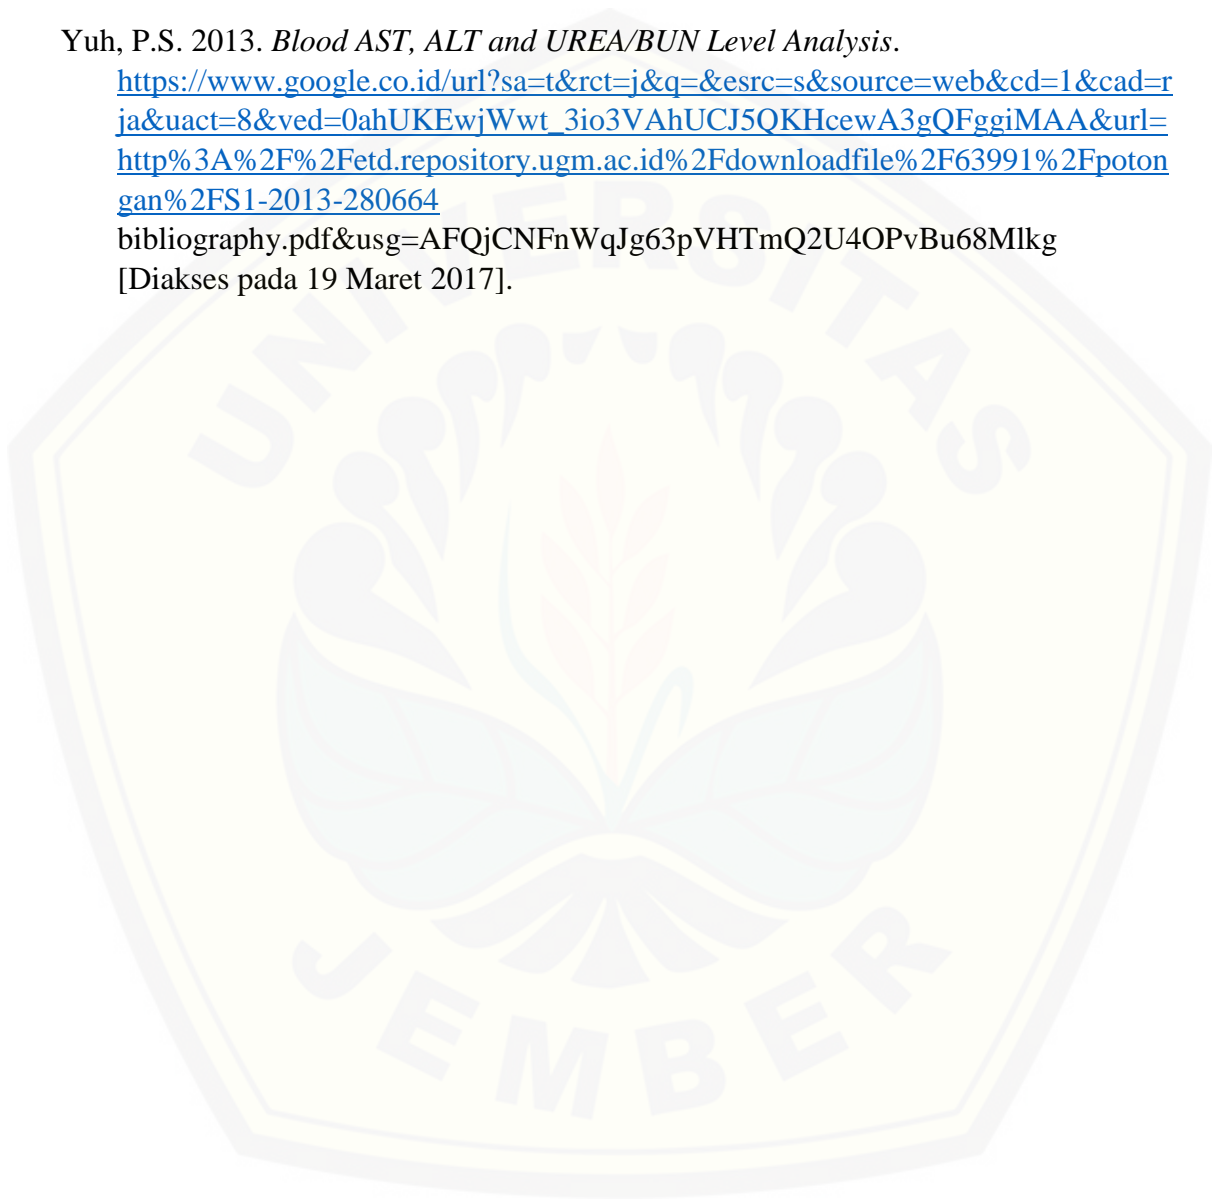 Yuh, P.S. 2013. Blood AST, ALT and UREA/BUN Level Analysis.
https://www.google.co.id/url?sa=t&rct=j&q=&esrc=s&source=web&cd=1&cad=r
ja&uact=8&ved=0ahUKEwjWwt_3io3VAhUCJ5QKHcewA3gQFggiMAA&url=
http%3A%2F%2Fetd.repository.ugm.ac.id%2Fdownloadfile%2F63991%2Fpoton
gan%2FS1-2013-280664
bibliography.pdf&usg=AFQjCNFnWqJg63pVHTmQ2U4OPvBu68Mlkg
[Diakses pada 19 Maret 2017].
UNIVERSITAS
JEMBER